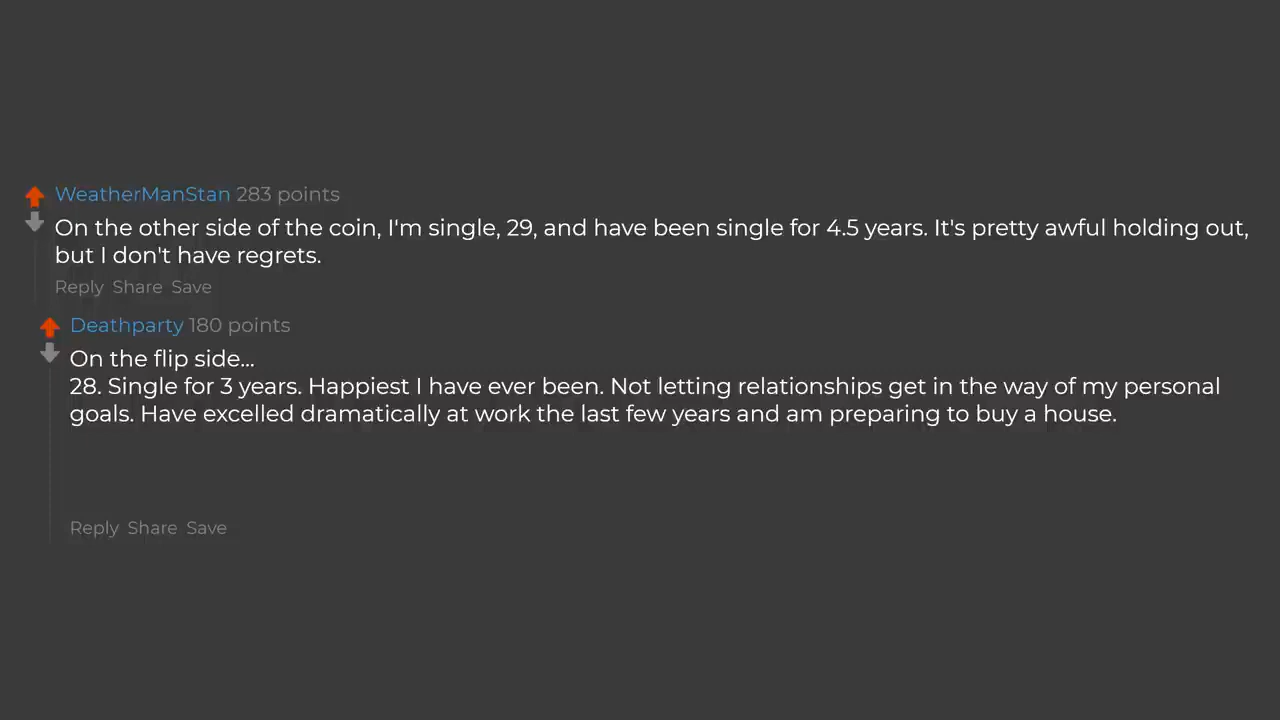 WeatherManStan 283 points
On the other side of the coin, I'm single, 29, and have been single for 4.5 years. It's pretty awful holding out,
but I don't have regrets.
Reply Share Save
Deathparty 180 points
On the flip side...
28. Single for 3 years. Happiest I have ever been. Not letting relationships get in the way of my personal
goals. Have excelled dramatically at work the last few years and am preparing to buy a house.
Reply Share Save